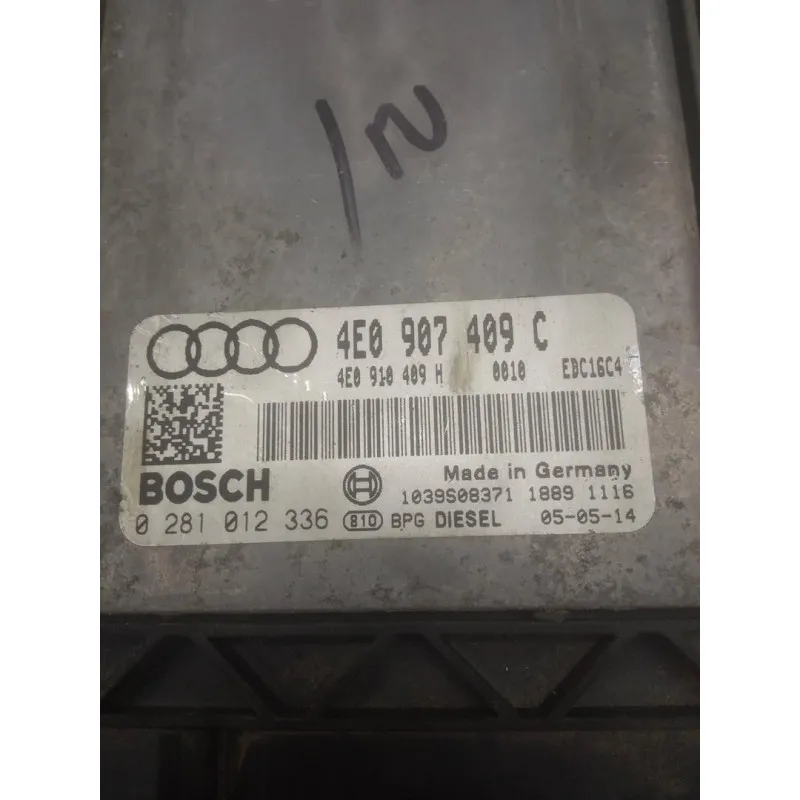 12
4E0 907 409 C
4E0 910 409 H 0010 EDC16C4
BOSCH Made in Germany
1039S08371 1889 1116
0 281 012 336 810 BPG DIESEL 05-05-14